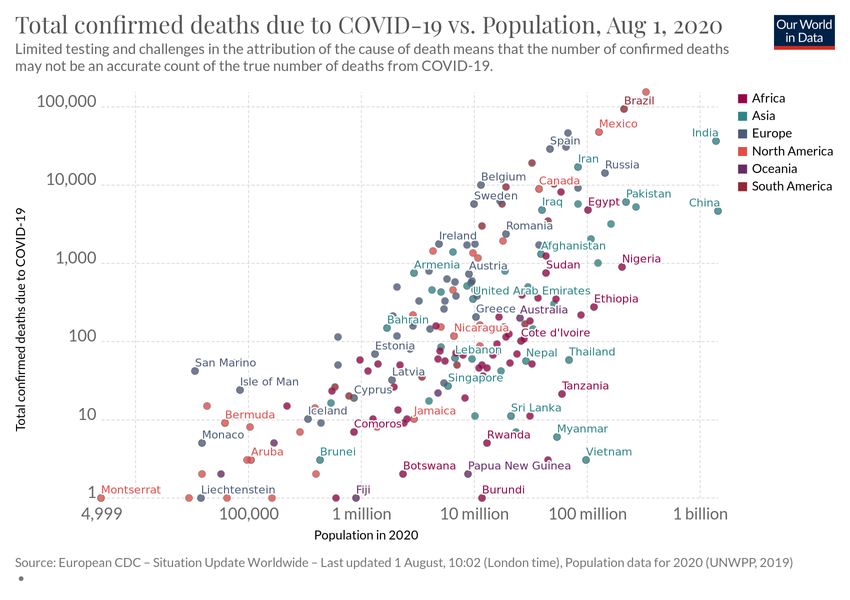 Total confirmed deaths due to COVID-19 vs. Population, Aug 1, 2020
Our World
in Data
Limited testing and challenges in the attribution of the cause of death means that the number of confirmed deaths
may not be an accurate count of the true number of deaths from COVID-19.
Total confirmed deaths due to COVID-19
100,000
10,000
1,000
100
10
1
Brazil
Mexico
India
Spain
Iran
Russia
Belgium
Canada
Sweden
Iraq
Egypt
Pakistan
China
Romania
Ireland
Afghanistan
Armenia
Austria
Sudan
Nigeria
United Arab Emirates
Ethiopia
Greece
Australia
Bahrain
Nicaragua
Cote d'Ivoire
Estonia
Lebanon
Nepal
Thailand
San Marino
Latvia
Singapore
Isle of Man
Cyprus
Tanzania
Bermuda
Iceland
Jamaica
Sri Lanka
Comoros
Monaco
Rwanda
Myanmar
Aruba
Brunei
Botswana
Papua New Guinea
Vietnam
Montserrat
Liechtenstein
Fiji
Burundi
4,999
100,000
1 million
10 million
100 million
1 billion
Population in 2020
Africa
Asia
Europe
North America
Oceania
South America
Source: European CDC – Situation Update Worldwide – Last updated 1 August, 10:02 (London time), Population data for 2020 (UNWPP, 2019)